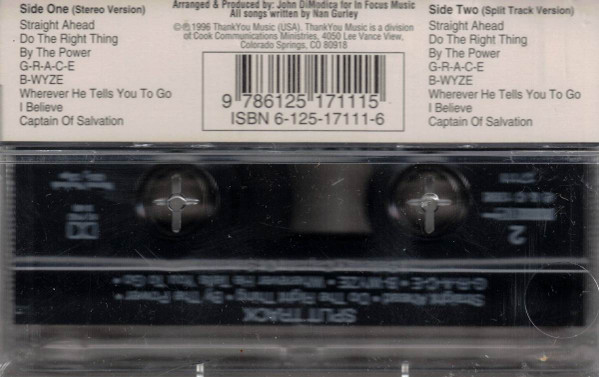 Side One (Stereo Version)
Straight Ahead
Do The Right Thing
By The Power
G-R-A-C-E
B-WYZE
Wherever He Tells You To Go
I Believe
Captain Of Salvation
Arranged & Produced by: John DiModica for In Focus Music
All songs written by Nan Gurley
©℗1996 ThankYou Music (USA). ThankYou Music is a division
of Cook Communications Ministries, 4050 Lee Vance View,
Colorado Springs, CO 80918
9 786125 171115
ISBN 6-125-17111-6
Side Two (Split Track Version)
Straight Ahead
Do The Right Thing
By The Power
G-R-A-C-E
B-WYZE
Wherever He Tells You To Go
I Believe
Captain Of Salvation
2
G-R-A-C-E • B-WYZE • Wherever He Tells You To Go •
Straight Ahead • Do The Right Thing • By The Power •
SPLIT TRACK